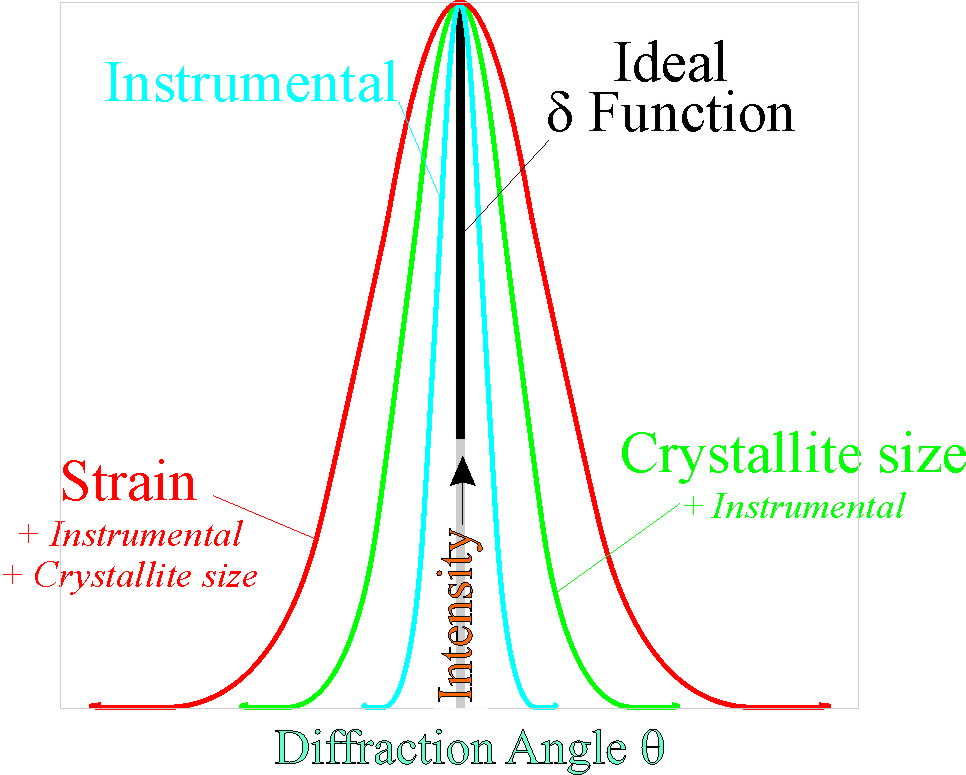 Ideal
Instrumental
δ Function
Crystallite size
Strain
+ Instrumental
+ Instrumental
+ Crystallite size
Intensity
Diffraction Angle θ